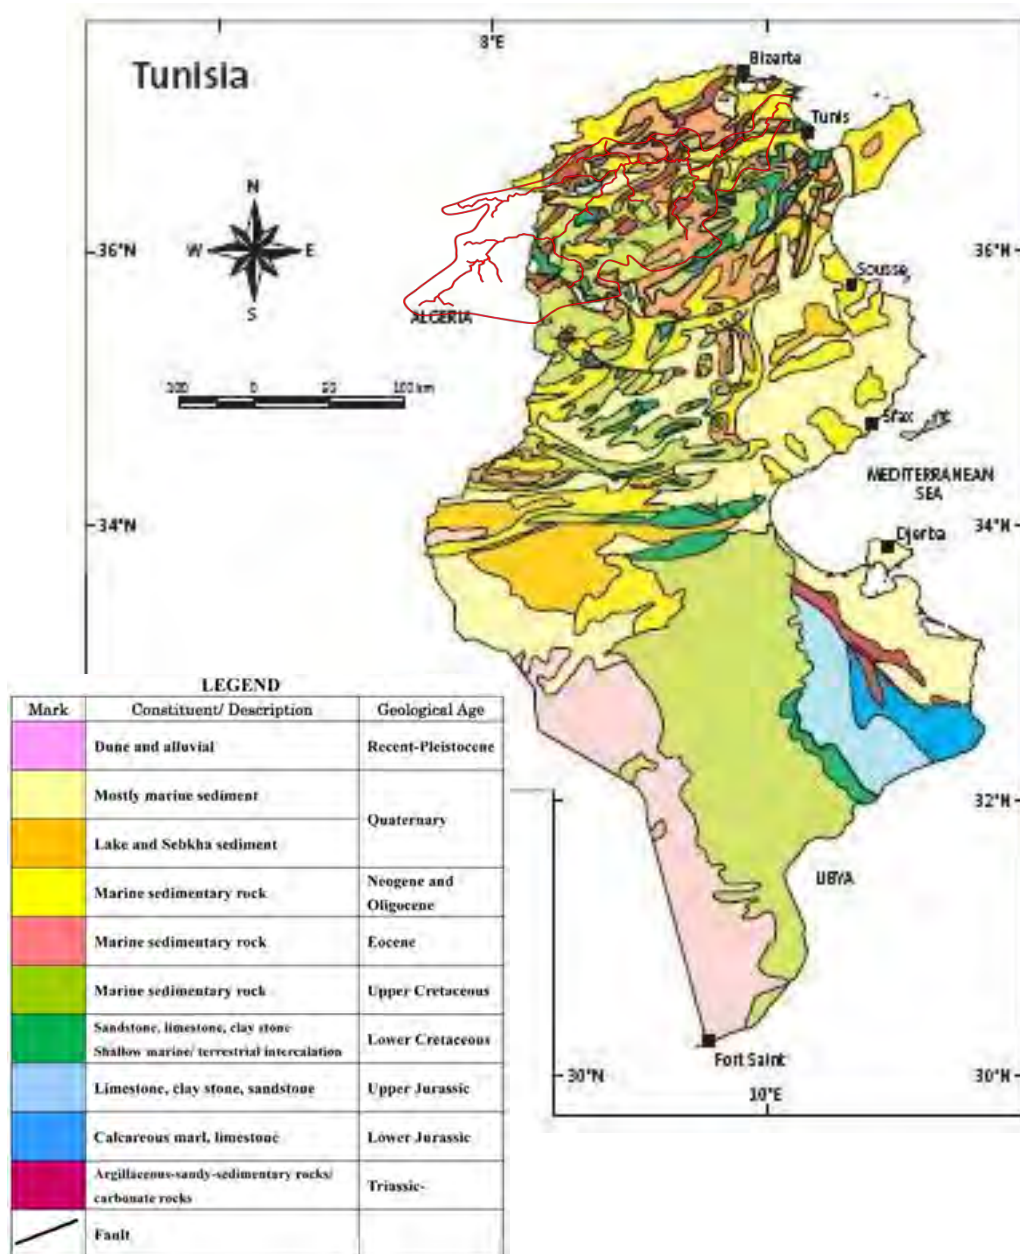 8°E
Tunisia
Bizarta
Tunis
N
W E
S
36°N
36°N
Sousse
ALGERIA
0
100 km
Sfax
MEDITERRANEAN
SEA
34°N
34°N
Djerba
LEGEND
Mark Constituent/ Description Geological Age
Dune and alluvial Recent-Pleistocene
Mostly marine sediment
Quaternary
Lake and Sebkha sediment
Marine sedimentary rock Neogene and
Oligocene
Marine sedimentary rock Eocene
Marine sedimentary rock Upper Cretaceous
Sandstone, limestone, clay stone
Shallow marine/ terrestrial intercalation Lower Cretaceous
Limestone, clay stone, sandstone Upper Jurassic
Calcareous marl, limestone Lower Jurassic
Argillaceous-sandy-sedimentary rocks/
carbonate rocks Triassic-
Fault
32°N
LIBYA
Fort Saint
30°N
30°N
10°E